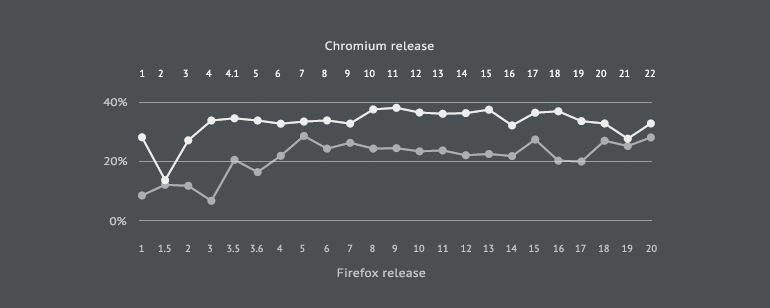 Chromium release
1 2 3 4 4.1 5 6 7 8 9 10 11 12 13 14 15 16 17 18 19 20 21 22
40%
20%
0%
1 1.5 2 3 3.5 3.6 4 5 6 7 8 9 10 11 12 13 14 15 16 17 18 19 20
Firefox release